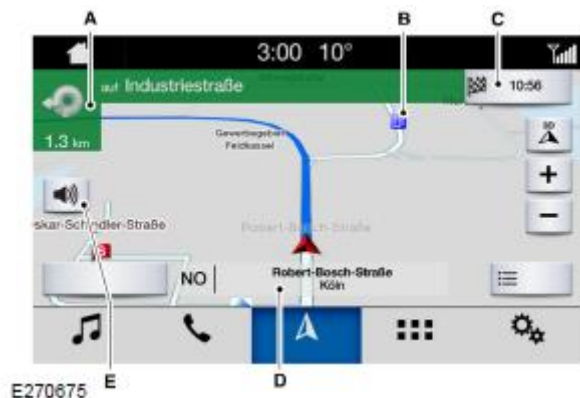 A
B
C
3:00 10°
auf Industriestraße
10:56
1.3 km
Gewerbegebiet
Feldkassel
3D
+
−
Oskar-Schindler-Straße
Robert-Bosch-Straße
NO
Robert-Bosch-Straße
Köln
E
D
E270675